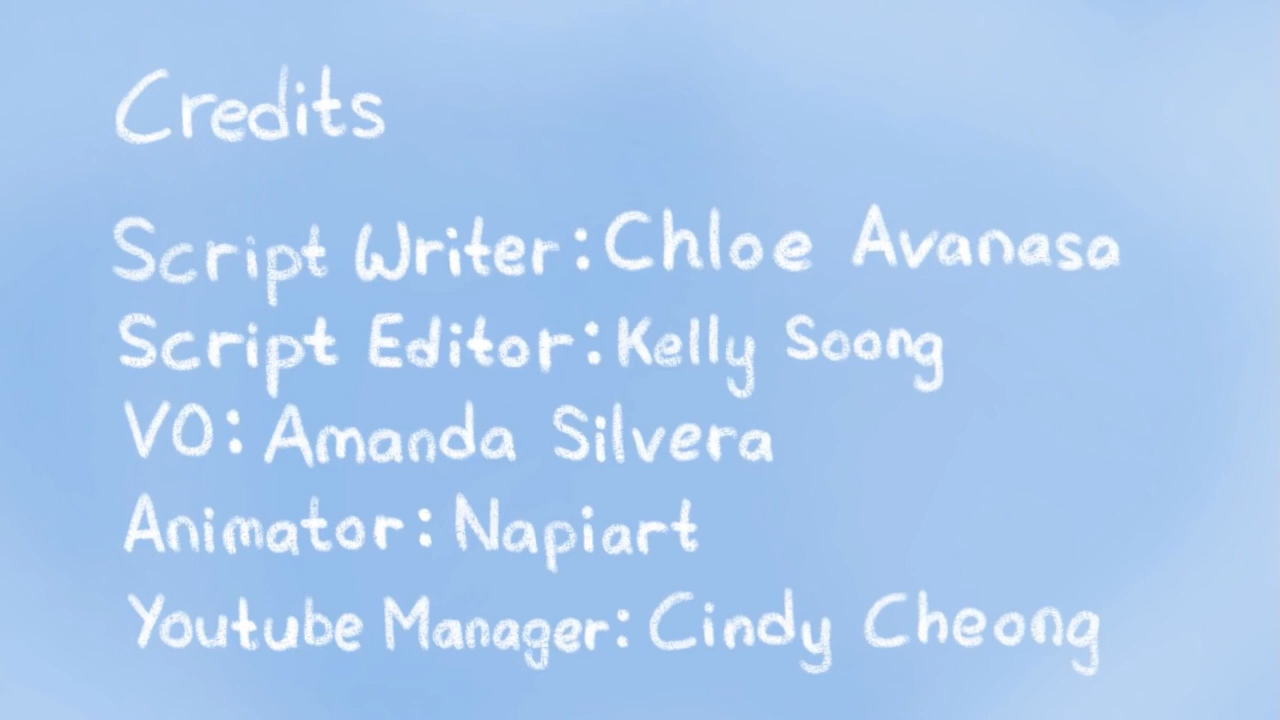 Credits
Script Writer: Chloe Avanasa
Script Editor: Kelly Soong
VO: Amanda Silvera
Animator: Napiart
Youtube Manager: Cindy Cheong